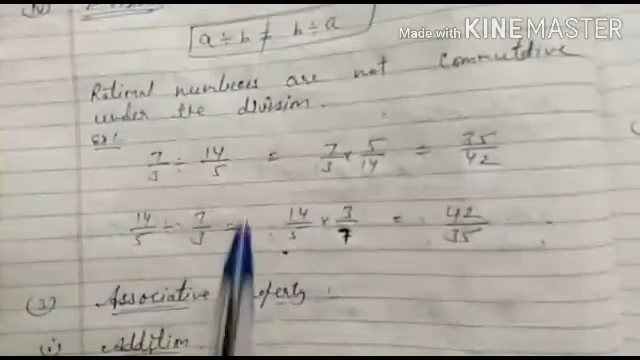 (iv)
Made with KINEMASTER
a ÷ b ≠ b ÷ a
Rational numbers are not commutative
under the division.
Ex:
7/3 ÷ 14/5 = 7/3 × 5/14 = 35/42
14/5 ÷ 7/3 = 14/5 × 3/7 = 42/35
(3) Associative
(i) Addition